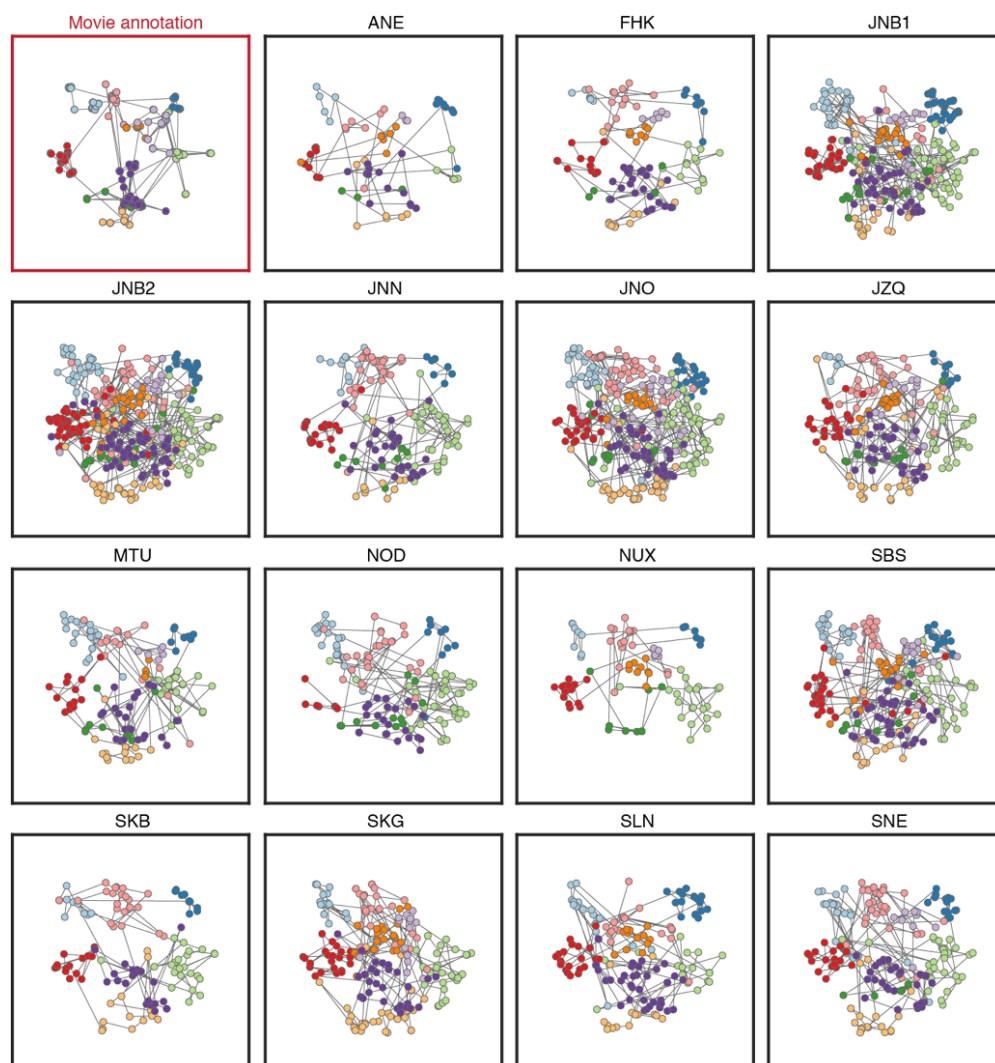 Movie annotation
ANE
FHK
JNB1
JNB2
JNN
JNO
JZQ
MTU
NOD
NUX
SBS
SKB
SKG
SLN
SNE